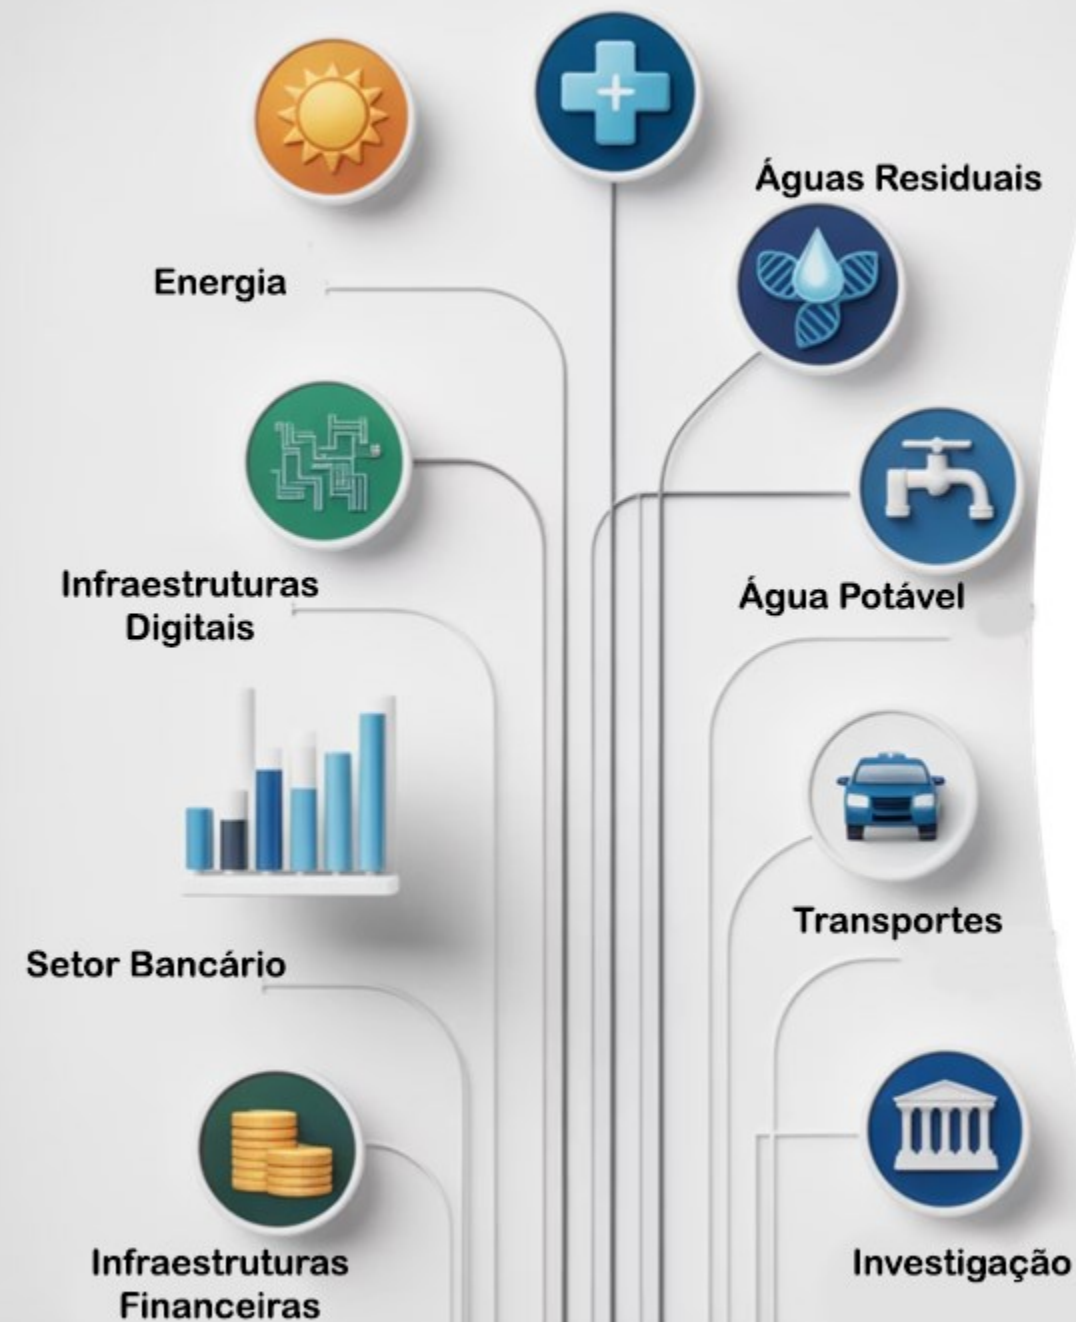 Águas Residuais
Energia
Infraestruturas
Digitais
Água Potável
Setor Bancário
Transportes
Infraestruturas
Financeiras
Investigação